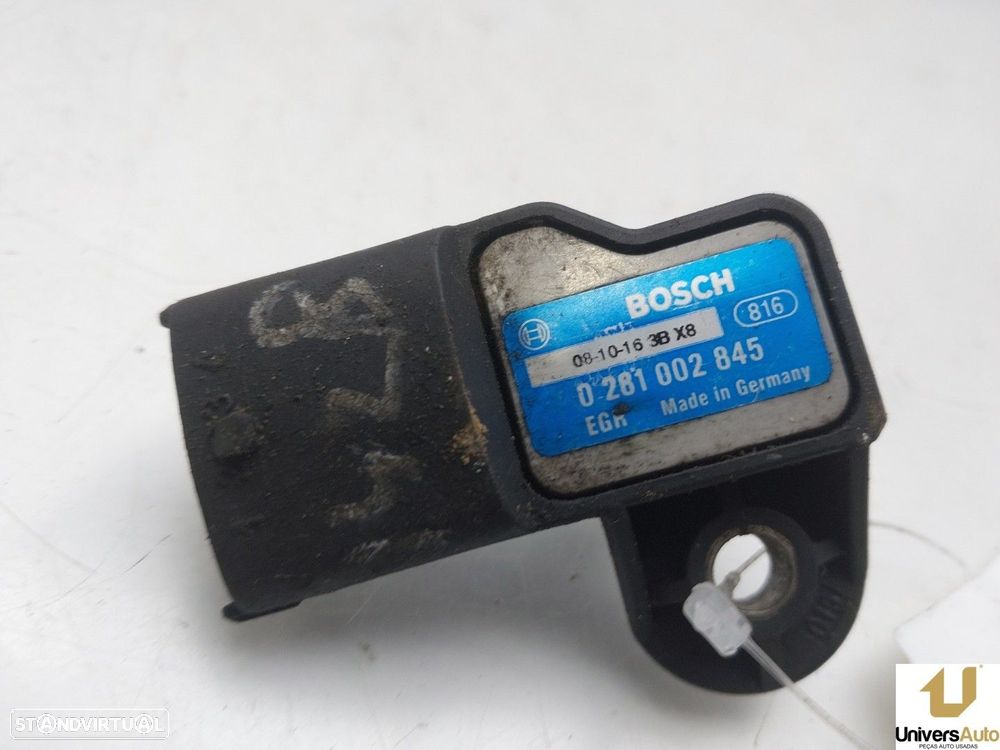 BOSCH
816
08-10-16 3B X8
0 281 002 845
EGR Made in Germany
STANDVIRTUAL
UniversAuto
PEÇAS AUTO USADAS